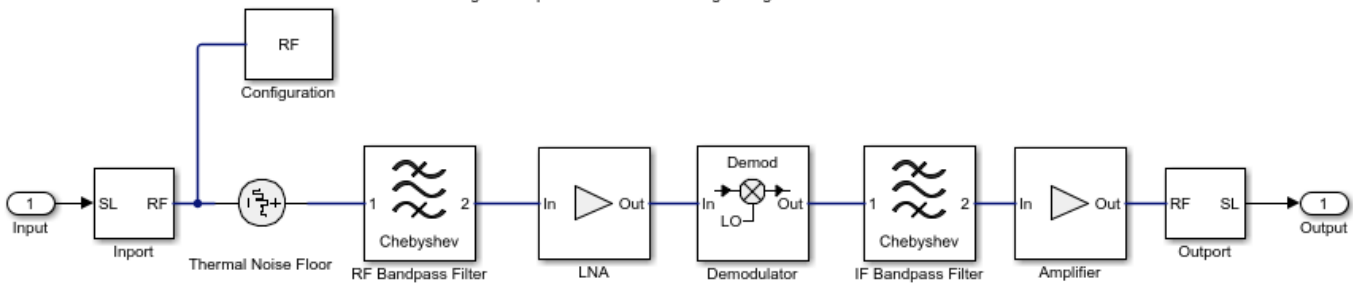 RF
Configuration
1
Input
SL RF
Inport
Thermal Noise Floor
1 2
Chebyshev
RF Bandpass Filter
In Out
LNA
Demod
In Out
LO
Demodulator
1 2
Chebyshev
IF Bandpass Filter
In Out
Amplifier
RF SL
Outport
1
Output